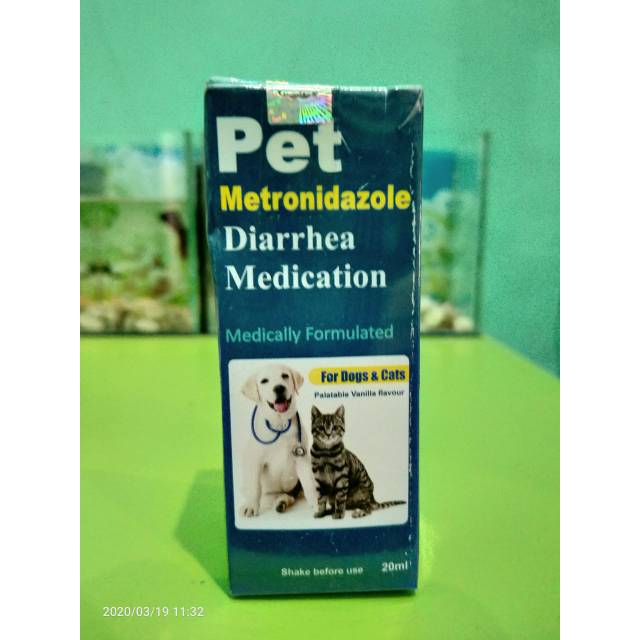 Pet
Metronidazole
Diarrhea
Medication
Medically Formulated
For Dogs & Cats
Palatable Vanilla flavour
Shake before use 20ml
2020/03/19 11:32